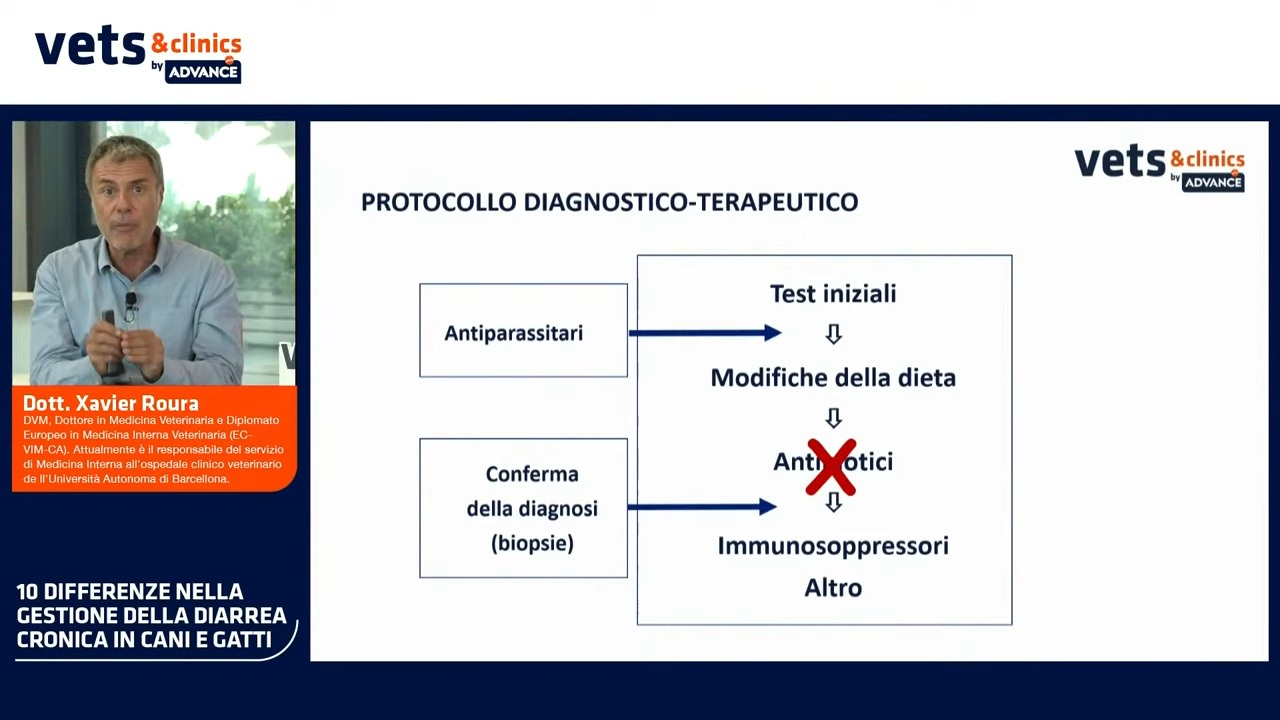 vets &clinics
by ADVANCE
vets &clinics
by ADVANCE
PROTOCOLLO DIAGNOSTICO-TERAPEUTICO
Antiparassitari
Test iniziali
Modifiche della dieta
Conferma
della diagnosi
(biopsie)
Immunosoppressori
Altro
Dott. Xavier Roura
DVM, Dottore in Medicina Veterinaria e Diplomato
Europeo in Medicina Interna Veterinaria (EC-
VIM-CA). Attualmente è il responsabile del servizio
di Medicina Interna all'ospedale clinico veterinario
de Il'Università Autonoma di Barcellona.
10 DIFFERENZE NELLA
GESTIONE DELLA DIARREA
CRONICA IN CANI E GATTI